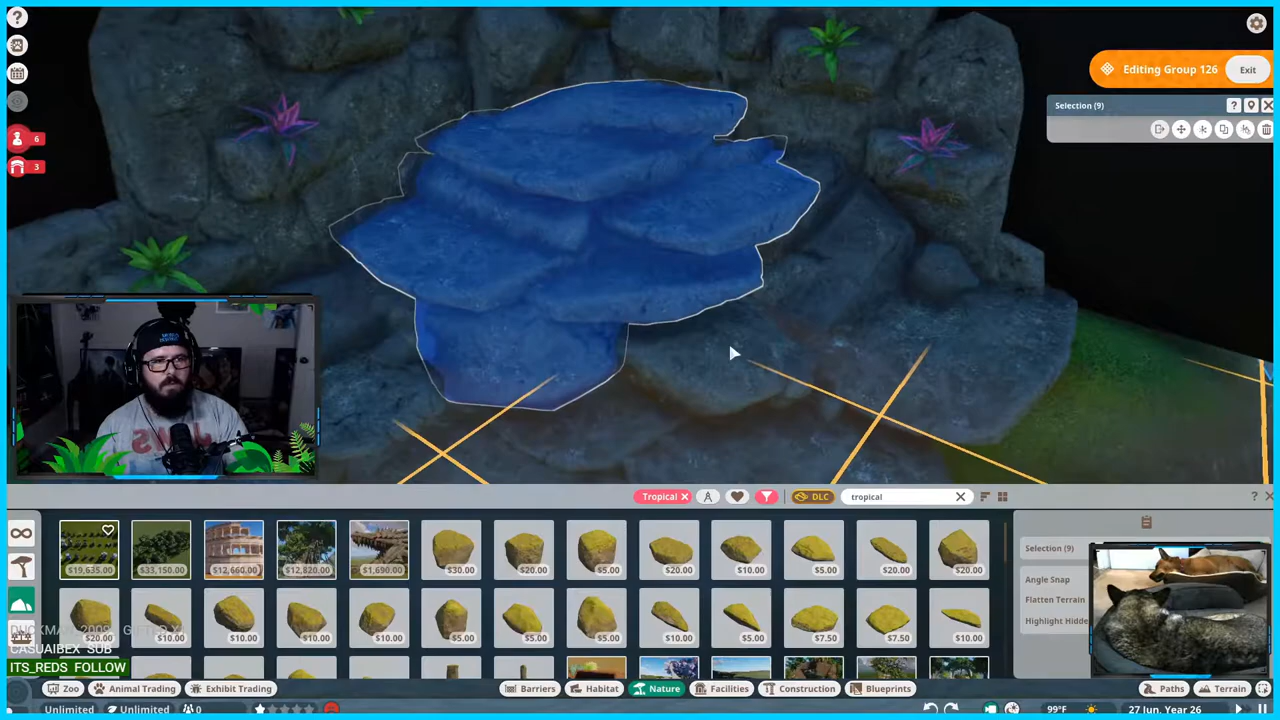 ?
Editing Group 126
Exit
Selection (9)
?
6
3
Tropical
DLC
tropical
?
$19,635.00
$33,150.00
$12,660.00
$12,820.00
$1,690.00
$30.00
$20.00
$5.00
$20.00
$10.00
$5.00
$20.00
$20.00
Selection (9)
Angle Snap
Flatten Terrain
Highlight Hidde
$20.00
$10.00
$10.00
$10.00
$10.00
$5.00
$5.00
$5.00
$10.00
$5.00
$7.50
$7.50
$10.00
CASUAIBEX SUB
ITS_REDS FOLLOW
Zoo
Animal Trading
Exhibit Trading
Barriers
Habitat
Nature
Facilities
Construction
Blueprints
Paths
Terrain
Unlimited
Unlimited
0
99°F
27 Jun, Year 26